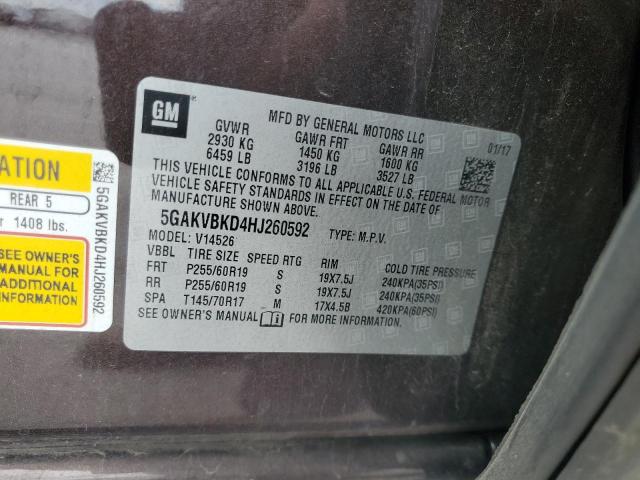 GM
MFD BY GENERAL MOTORS LLC
GVWR GAWR FRT GAWR RR 01/17
2930 KG 1450 KG 1600 KG
6459 LB 3196 LB 3527 LB
THIS VEHICLE CONFORMS TO ALL APPLICABLE U.S. FEDERAL MOTOR
VEHICLE SAFETY STANDARDS IN EFFECT ON THE DATE OF
MANUFACTURE SHOWN ABOVE.
5GAKVBKD4HJ260592 TYPE: M.P.V.
MODEL: V14526
VBBL TIRE SIZE SPEED RTG RIM COLD TIRE PRESSURE
FRT P255/60R19 S 19X7.5J 240KPA(35PSI)
RR P255/60R19 S 19X7.5J 240KPA(35PSI)
SPA T145/70R17 M 17X4.5B 420KPA(60PSI)
SEE OWNER'S MANUAL FOR MORE INFORMATION.
ATION
REAR 5
r 1408 lbs.
SEE OWNER'S
MANUAL FOR
ADDITIONAL
5GAKVBKD4HJ260592